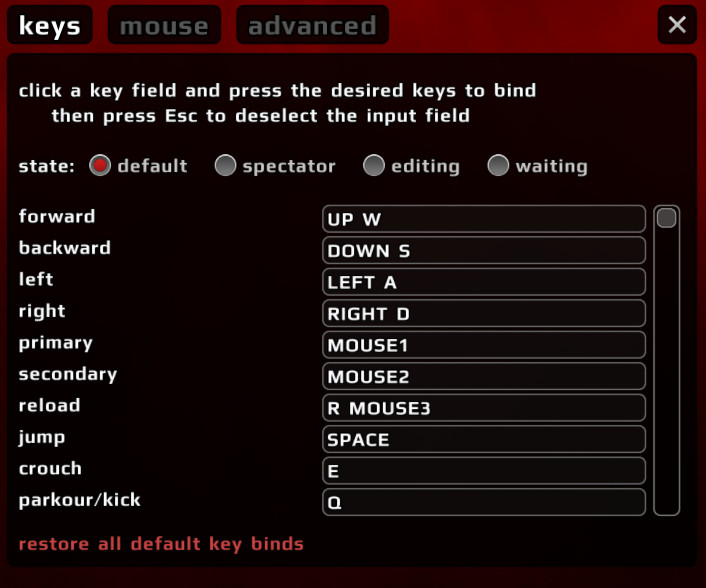 keys mouse advanced
click a key field and press the desired keys to bind
then press Esc to deselect the input field
state: default spectator editing waiting
forward UP W
backward DOWN S
left LEFT A
right RIGHT D
primary MOUSE1
secondary MOUSE2
reload R MOUSE3
jump SPACE
crouch E
parkour/kick Q
restore all default key binds